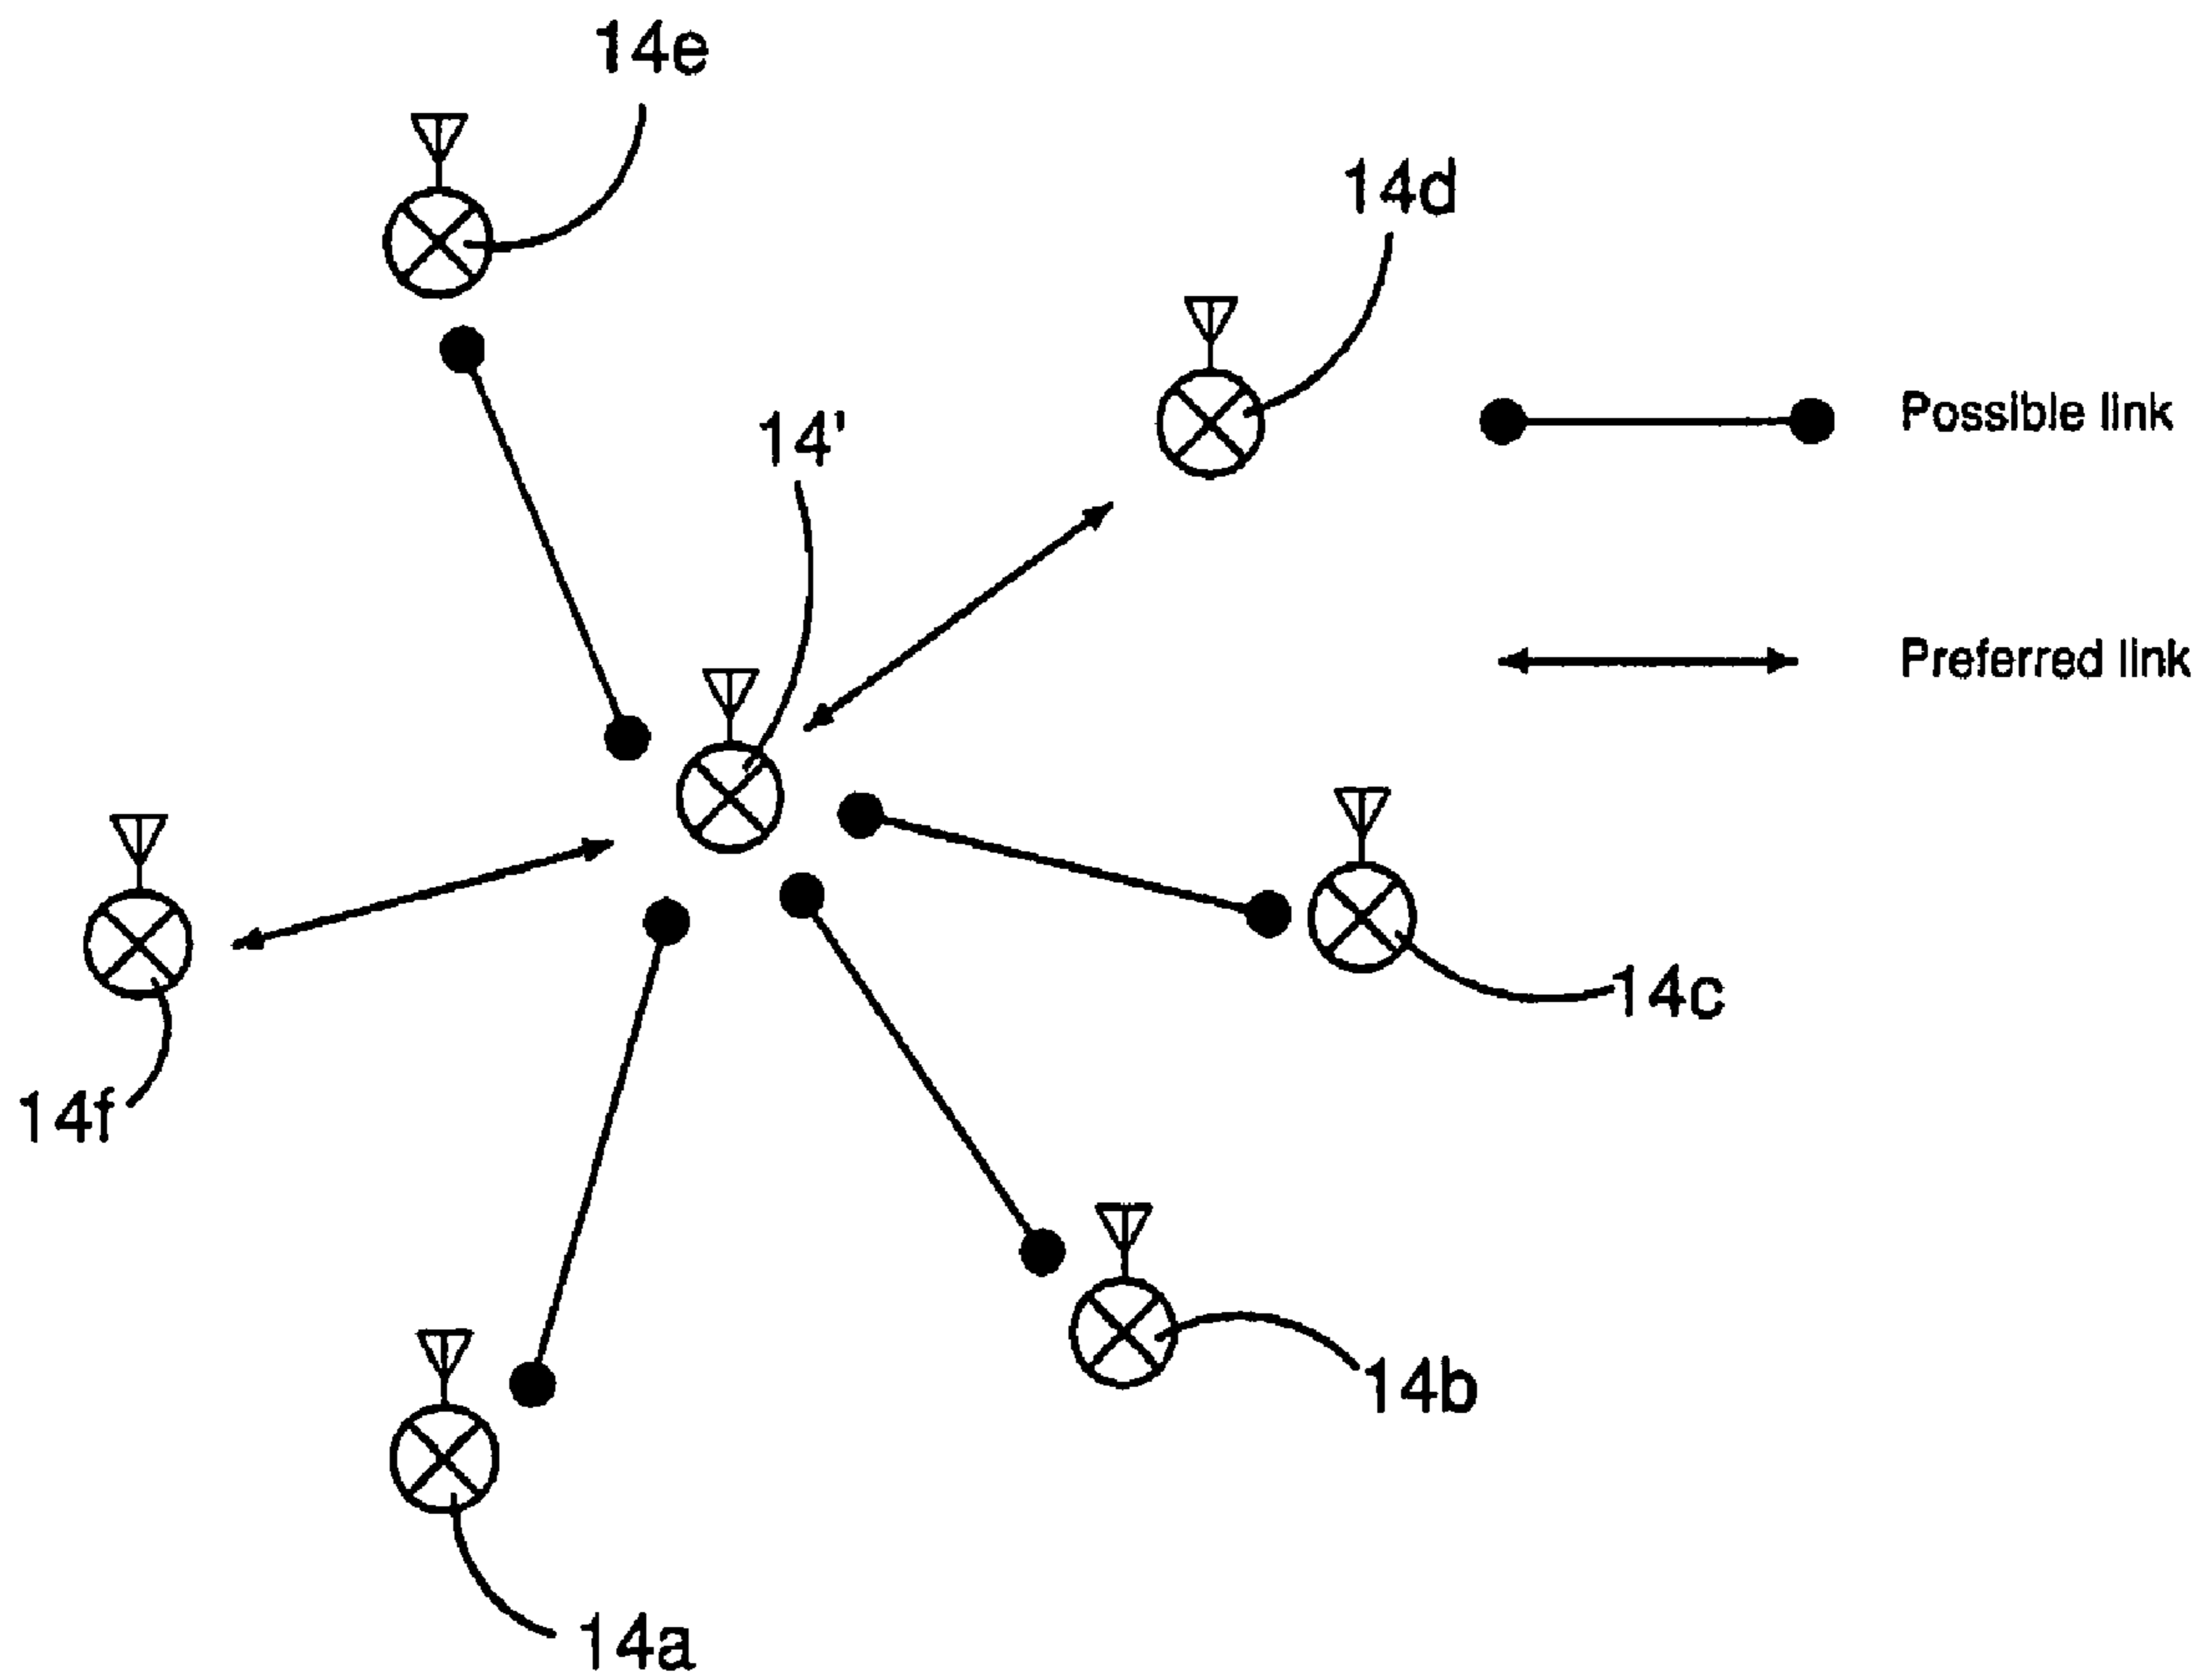 14e
14d
14'
Possible link
Preferred link
14c
14f
14b
14a